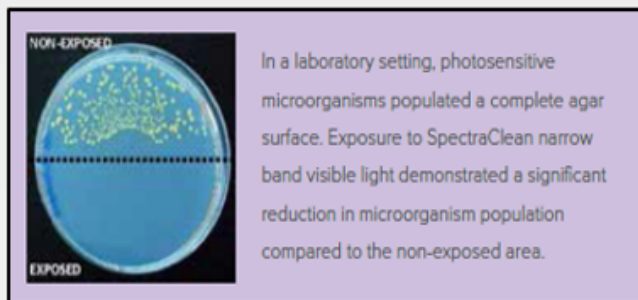 NON-EXPOSED
In a laboratory setting, photosensitive
microorganisms populated a complete agar
surface. Exposure to SpectraClean narrow
band visible light demonstrated a significant
reduction in microorganism population
compared to the non-exposed area.
EXPOSED